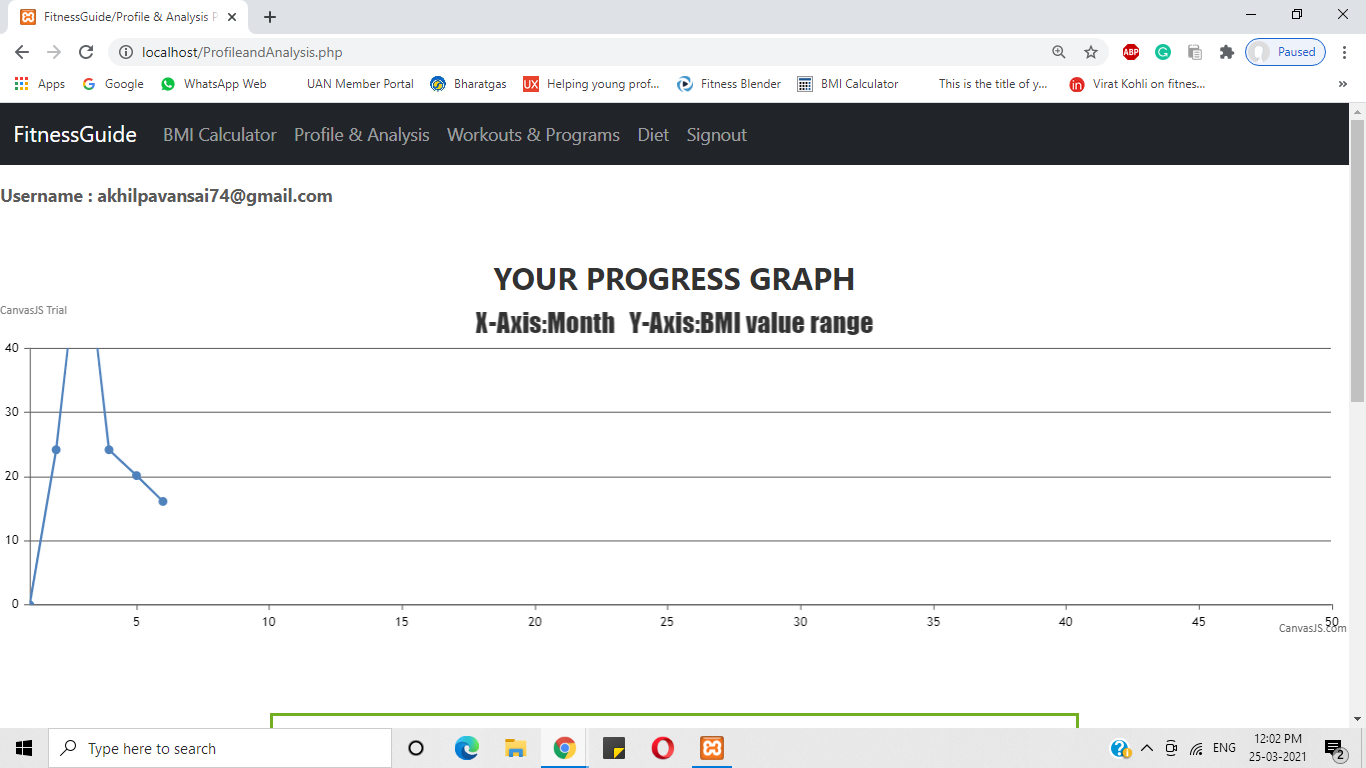 FitnessGuide/Profile & Analysis P
localhost/ProfileandAnalysis.php
ABP
Paused
Apps Google WhatsApp Web UAN Member Portal Bharatgas UX Helping young prof... Fitness Blender BMI Calculator This is the title of y... in Virat Kohli on fitnes... »
FitnessGuide BMI Calculator Profile & Analysis Workouts & Programs Diet Signout
Username : akhilpavansai74@gmail.com
YOUR PROGRESS GRAPH
CanvasJS Trial
X-Axis:Month Y-Axis:BMI value range
40
30
20
10
0
5 10 15 20 25 30 35 40 45 50
CanvasJS.com
Type here to search
ENG
12:02 PM
25-03-2021
2